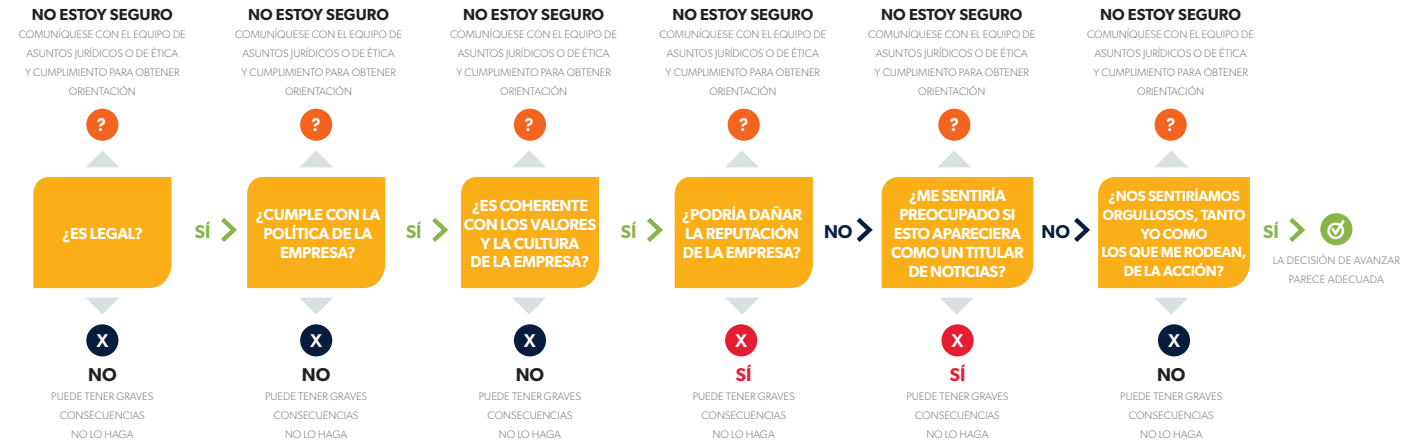 NO ESTOY SEGURO
COMUNÍQUESE CON EL EQUIPO DE
ASUNTOS JURÍDICOS O DE ÉTICA
Y CUMPLIMIENTO PARA OBTENER
ORIENTACIÓN
?
¿ES LEGAL?
X
NO
PUEDE TENER GRAVES
CONSECUENCIAS
NO LO HAGA
SÍ
NO ESTOY SEGURO
COMUNÍQUESE CON EL EQUIPO DE
ASUNTOS JURÍDICOS O DE ÉTICA
Y CUMPLIMIENTO PARA OBTENER
ORIENTACIÓN
?
¿CUMPLE CON LA
POLÍTICA DE LA
EMPRESA?
X
NO
PUEDE TENER GRAVES
CONSECUENCIAS
NO LO HAGA
SÍ
NO ESTOY SEGURO
COMUNÍQUESE CON EL EQUIPO DE
ASUNTOS JURÍDICOS O DE ÉTICA
Y CUMPLIMIENTO PARA OBTENER
ORIENTACIÓN
?
¿ES COHERENTE
CON LOS VALORES
Y LA CULTURA
DE LA EMPRESA?
X
NO
PUEDE TENER GRAVES
CONSECUENCIAS
NO LO HAGA
SÍ
NO ESTOY SEGURO
COMUNÍQUESE CON EL EQUIPO DE
ASUNTOS JURÍDICOS O DE ÉTICA
Y CUMPLIMIENTO PARA OBTENER
ORIENTACIÓN
?
¿PODRÍA DAÑAR
LA REPUTACIÓN
DE LA EMPRESA?
X
SÍ
PUEDE TENER GRAVES
CONSECUENCIAS
NO LO HAGA
NO
NO ESTOY SEGURO
COMUNÍQUESE CON EL EQUIPO DE
ASUNTOS JURÍDICOS O DE ÉTICA
Y CUMPLIMIENTO PARA OBTENER
ORIENTACIÓN
?
¿ME SENTIRÍA
PREOCUPADO SI
ESTO APARECIERA
COMO UN TITULAR
DE NOTICIAS?
X
SÍ
PUEDE TENER GRAVES
CONSECUENCIAS
NO LO HAGA
NO
NO ESTOY SEGURO
COMUNÍQUESE CON EL EQUIPO DE
ASUNTOS JURÍDICOS O DE ÉTICA
Y CUMPLIMIENTO PARA OBTENER
ORIENTACIÓN
?
¿NOS SENTIRÍAMOS
ORGULLOSOS, TANTO
YO COMO
LOS QUE ME RODEAN,
DE LA ACCIÓN?
X
NO
PUEDE TENER GRAVES
CONSECUENCIAS
NO LO HAGA
SÍ
LA DECISIÓN DE AVANZAR
PARECE ADECUADA